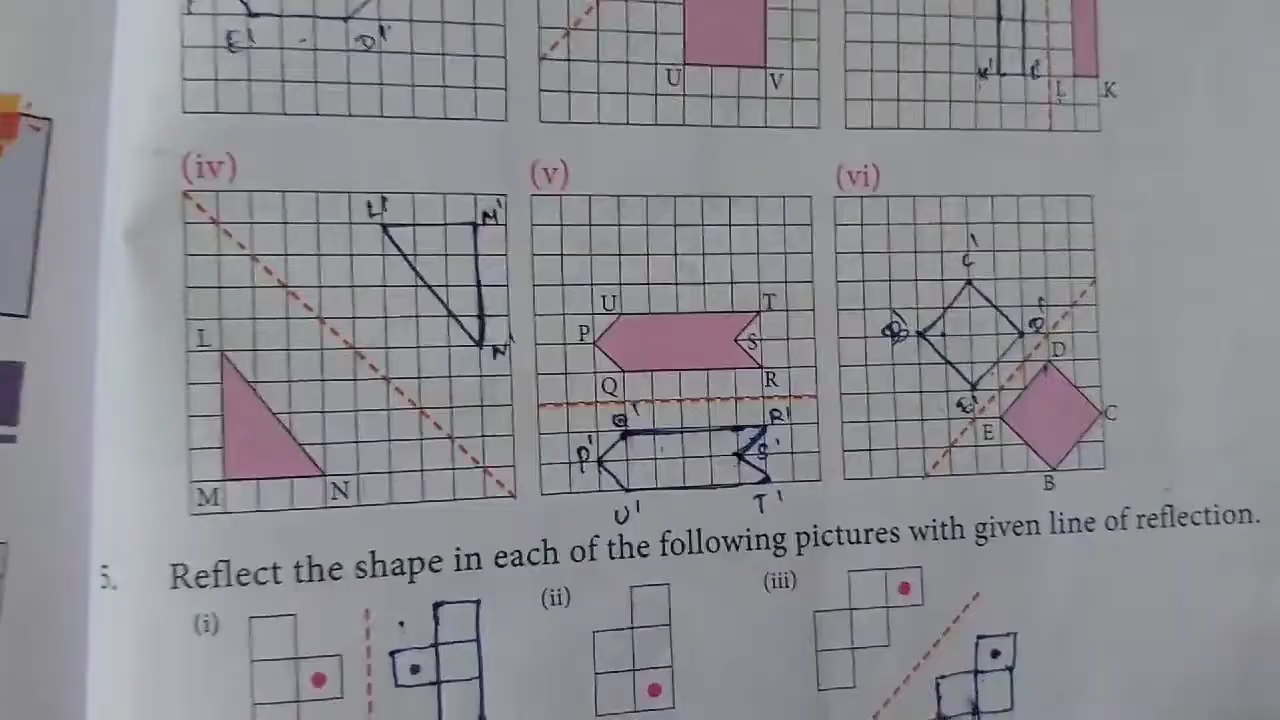 E' D'
U V
K' L' L K
(iv) (v) (vi)
L' M' N'
L
M N
U T
P S
Q R
Q' R'
P' S'
U' T'
C'
B' D'
D
E'
E C
B
5. Reflect the shape in each of the following pictures with given line of reflection.
(i) (ii) (iii)